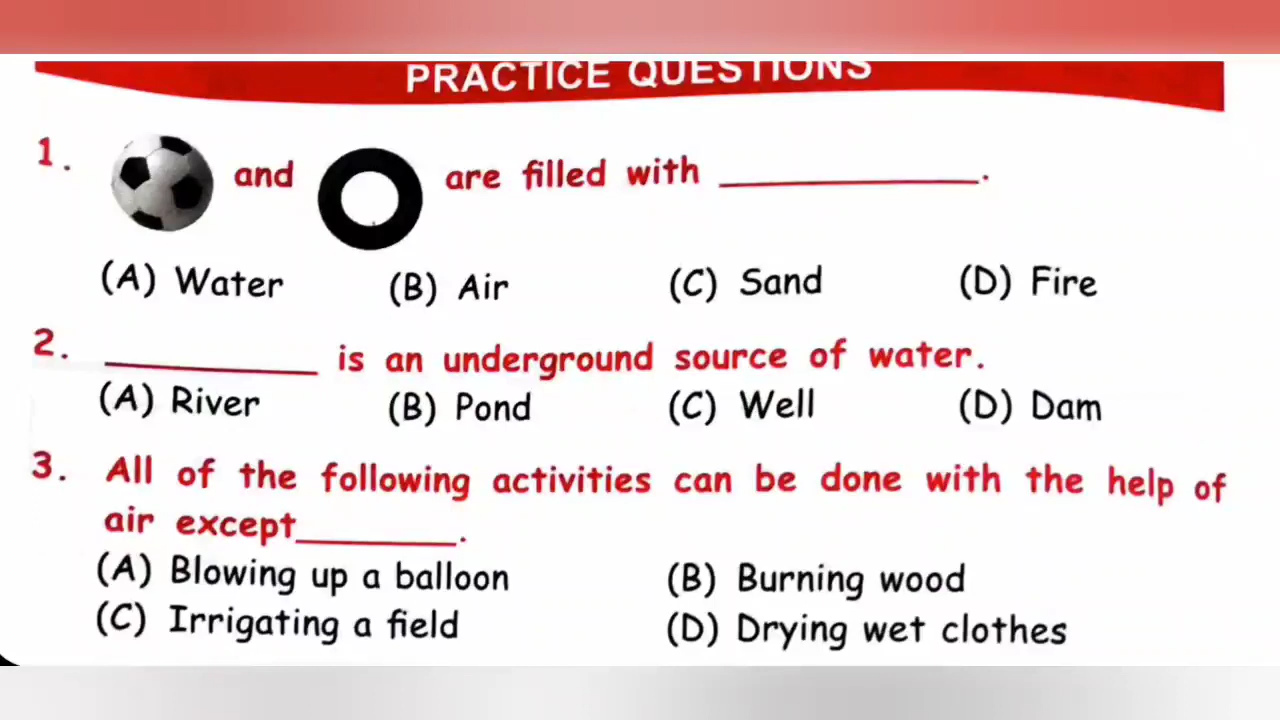 PRACTICE QUESTIONS
1. and are filled with ____________.
(A) Water (B) Air (C) Sand (D) Fire
2. ____________ is an underground source of water.
(A) River (B) Pond (C) Well (D) Dam
3. All of the following activities can be done with the help of
air except________.
(A) Blowing up a balloon (B) Burning wood
(C) Irrigating a field (D) Drying wet clothes